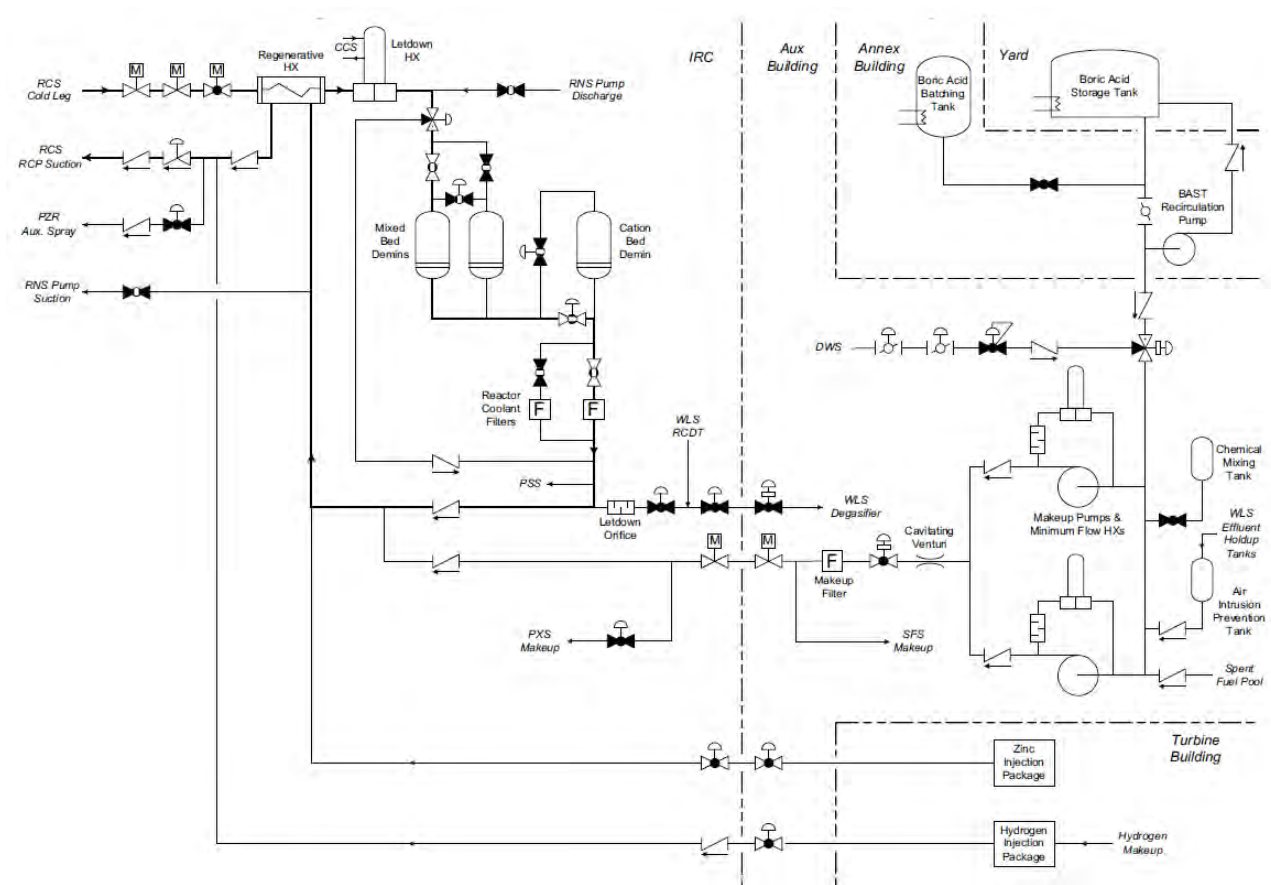 IRC
Aux
Building
Annex
Building
Yard
CCS
Letdown
HX
Regenerative
HX
M
M
M
RCS
Cold Leg
RNS Pump
Discharge
Boric Acid
Batching
Tank
Boric Acid
Storage Tank
RCS
RCP Suction
PZR
Aux. Spray
RNS Pump
Suction
Mixed
Bed
Demins
Cation
Bed
Demin
BAST
Recirculation
Pump
DWS
Reactor
Coolant
Filters
F
F
WLS
RCDT
PSS
Letdown
Orifice
WLS
Degasifier
Makeup Pumps &
Minimum Flow HXs
Chemical
Mixing
Tank
WLS
Effluent
Holdup
Tanks
Cavitating
Venturi
M
M
F
Makeup
Filter
Air
Intrusion
Prevention
Tank
PXS
Makeup
SFS
Makeup
Spent
Fuel Pool
Turbine
Building
Zinc
Injection
Package
Hydrogen
Injection
Package
Hydrogen
Makeup